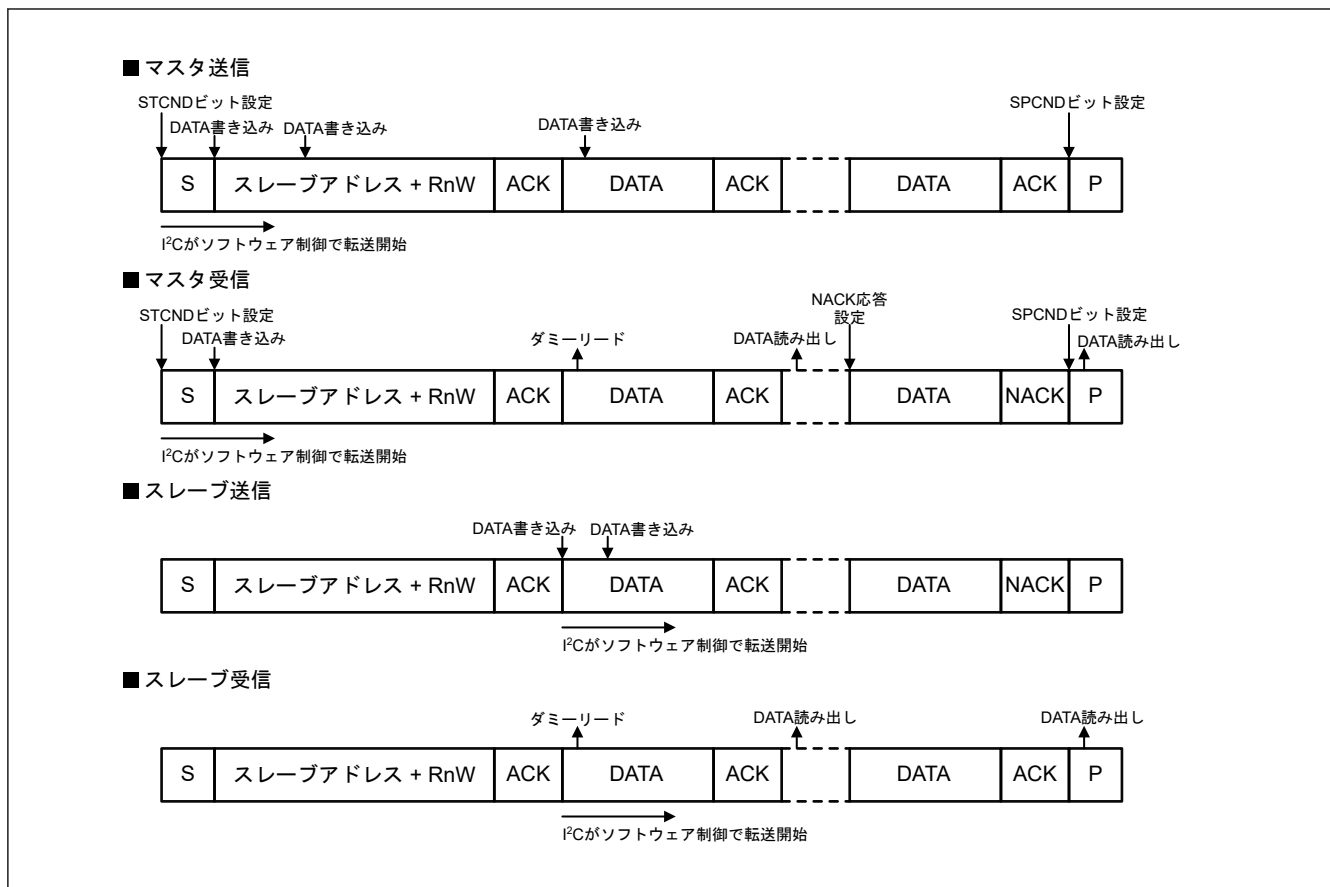 ■ マスタ送信
STCNDビット設定
SPCNDビット設定
DATA書き込み DATA書き込み DATA書き込み
S スレーブアドレス + RnW ACK DATA ACK DATA ACK P
I²Cがソフトウェア制御で転送開始
■ マスタ受信
NACK応答
設定
STCNDビット設定
SPCNDビット設定
DATA書き込み ダミーリード DATA読み出し DATA読み出し
S スレーブアドレス + RnW ACK DATA ACK DATA NACK P
I²Cがソフトウェア制御で転送開始
■ スレーブ送信
DATA書き込み DATA書き込み
S スレーブアドレス + RnW ACK DATA ACK DATA NACK P
I²Cがソフトウェア制御で転送開始
■ スレーブ受信
ダミーリード DATA読み出し DATA読み出し
S スレーブアドレス + RnW ACK DATA ACK DATA ACK P
I²Cがソフトウェア制御で転送開始